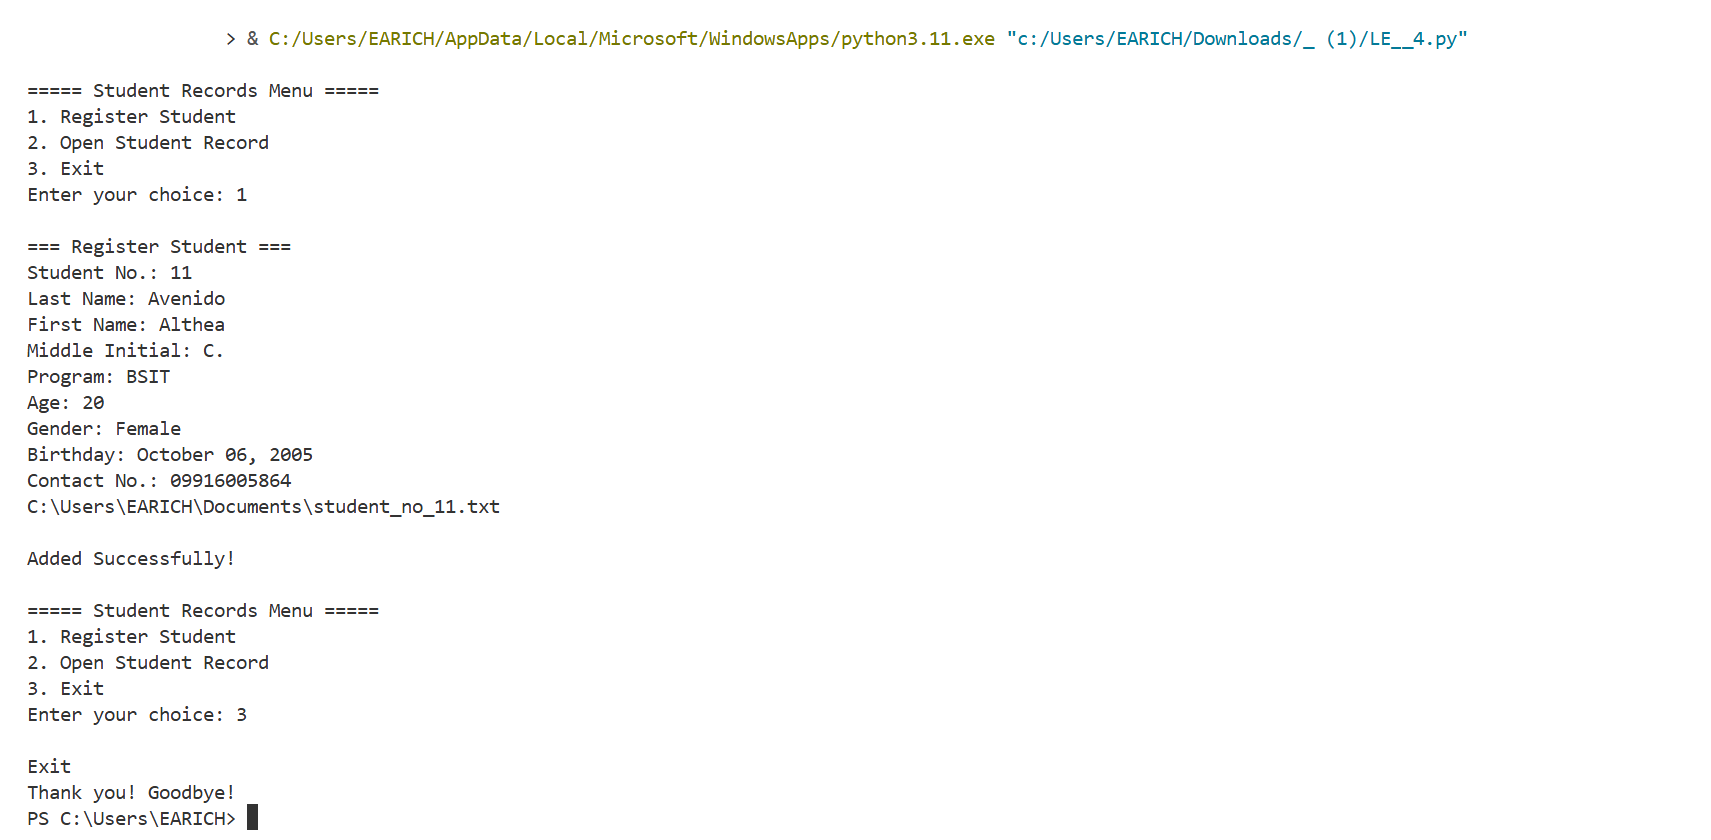 > & C:/Users/EARICH/AppData/Local/Microsoft/WindowsApps/python3.11.exe "c:/Users/EARICH/Downloads/_ (1)/LE__4.py"
===== Student Records Menu =====
1. Register Student
2. Open Student Record
3. Exit
Enter your choice: 1
=== Register Student ===
Student No.: 11
Last Name: Avenido
First Name: Althea
Middle Initial: C.
Program: BSIT
Age: 20
Gender: Female
Birthday: October 06, 2005
Contact No.: 09916005864
C:\Users\EARICH\Documents\student_no_11.txt
Added Successfully!
===== Student Records Menu =====
1. Register Student
2. Open Student Record
3. Exit
Enter your choice: 3
Exit
Thank you! Goodbye!
PS C:\Users\EARICH>